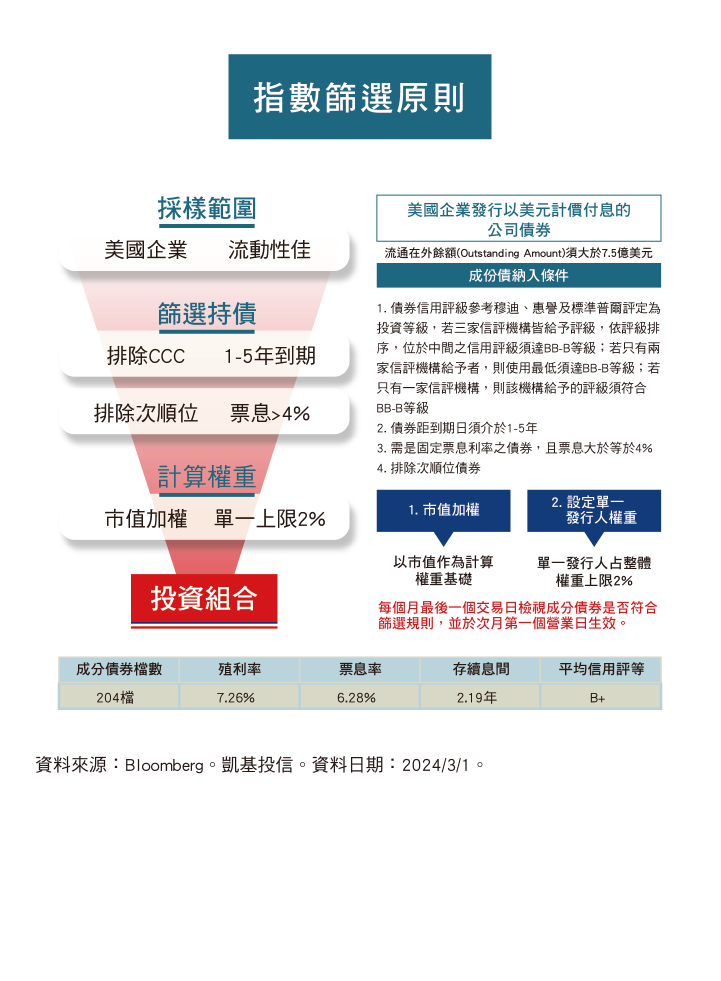 指數篩選原則
採樣範圍
美國企業 流動性佳
篩選持債
排除CCC 1-5年到期
排除次順位 票息>4%
計算權重
市值加權 單一上限2%
投資組合
美國企業發行以美元計價付息的
公司債券
流通在外餘額(Outstanding Amount)須大於7.5億美元
成份債納入條件
1. 債券信用評級參考穆迪、惠譽及標準普爾評定為
投資等級，若三家信評機構皆給予評級，依評級排
序，位於中間之信用評級須達BB-B等級；若只有兩
家信評機構給予者，則使用最低須達BB-B等級；若
只有一家信評機構，則該機構給予的評級須符合
BB-B等級
2. 債券距到期日須介於1-5年
3. 需是固定票息利率之債券，且票息大於等於4%
4. 排除次順位債券
1. 市值加權
2. 設定單一
發行人權重
以市值作為計算
權重基礎
單一發行人占整體
權重上限2%
每個月最後一個交易日檢視成分債券是否符合
篩選規則，並於次月第一個營業日生效。
成分債券檔數 殖利率 票息率 存續息間 平均信用評等
204檔 7.26% 6.28% 2.19年 B+
資料來源：Bloomberg。凱基投信。資料日期：2024/3/1。